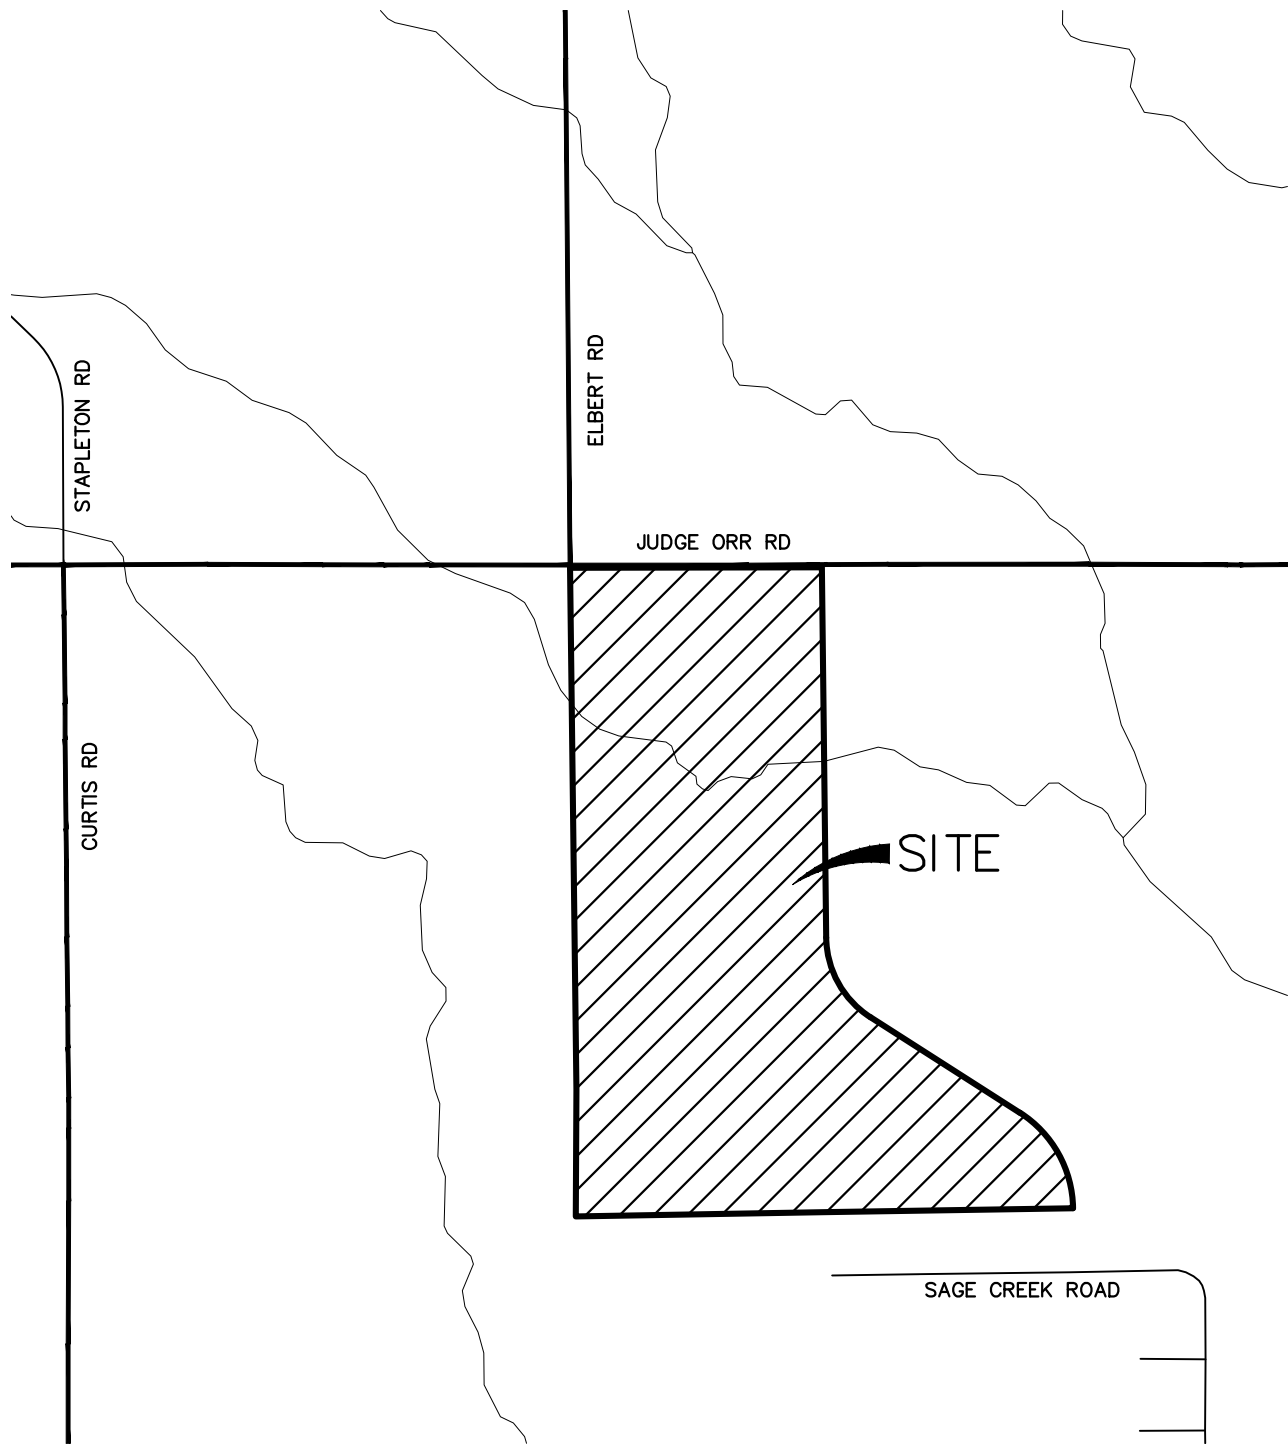 ELBERT RD
STAPLETON RD
JUDGE ORR RD
CURTIS RD
SITE
SAGE CREEK ROAD